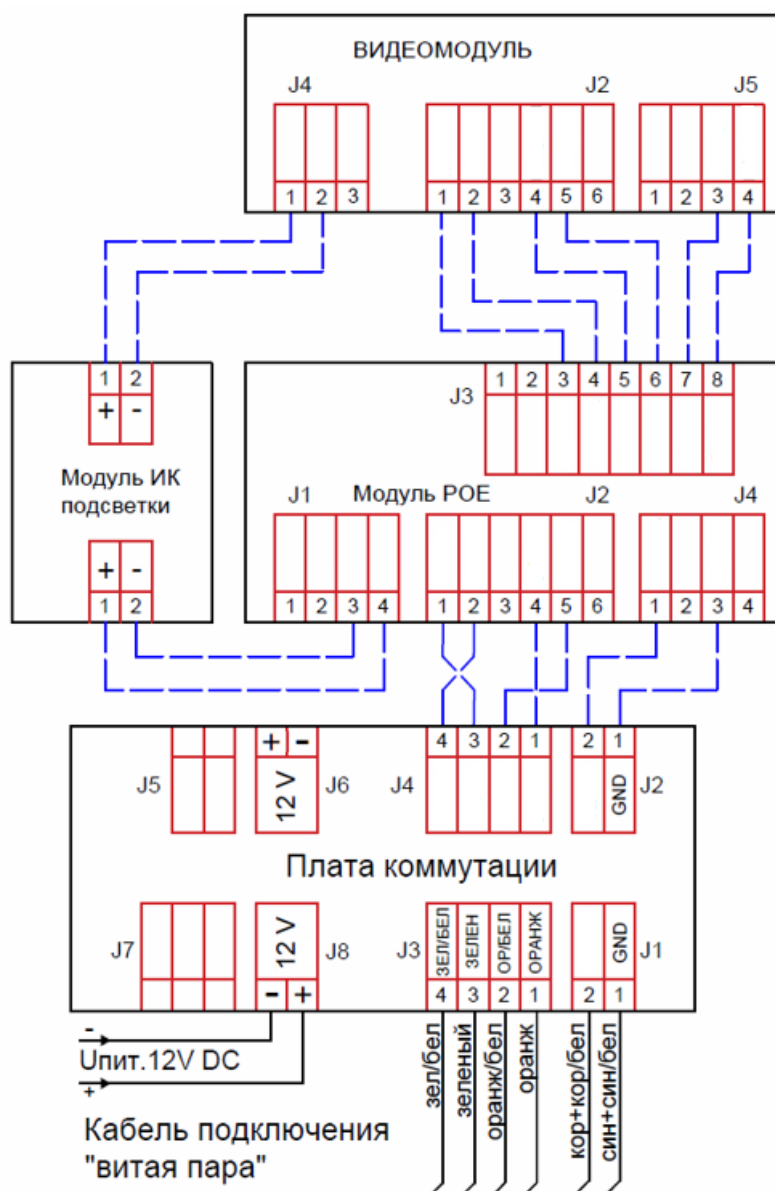 ВИДЕОМОДУЛЬ
J4 J2 J5
1 2 3 1 2 3 4 5 6 1 2 3 4
1 2 1 2 3 4 5 6 7 8
+ - J3
Модуль ИК
подсветки
J1 Модуль POE J2 J4
+ -
1 2 1 2 3 4 1 2 3 4 5 6 1 2 3 4
+ - 4 3 2 1 2 1
J5 12 V J6 J4 GND J2
Плата коммутации
J7 12 V J8 J3 ЗЕЛ/БЕЛ ЗЕЛЕН ОР/БЕЛ ОРАНЖ GND J1
- + 4 3 2 1 2 1
-
Uпит.12V DC
+
зел/бел зеленый оранж/бел оранж кор+кор/бел син+син/бел
Кабель подключения
"витая пара"